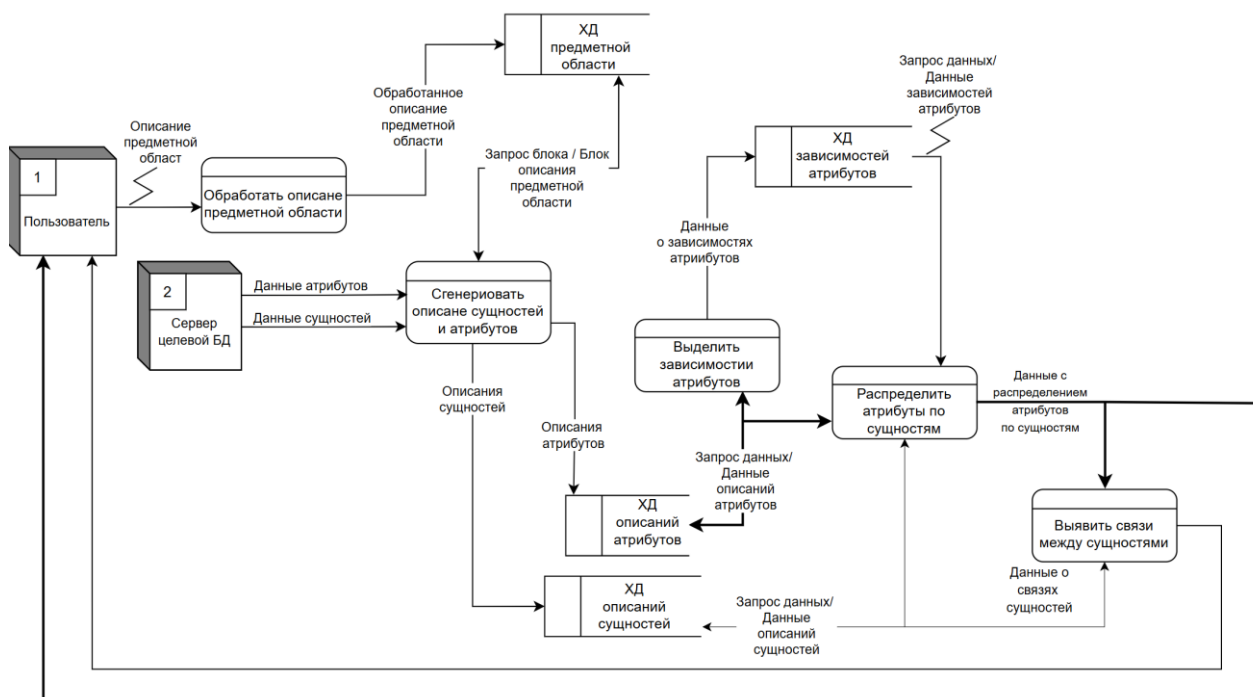 ХД
предметной
области
Запрос данных/
Данные
зависимостей
атрибутов
Обработанное
описание
предметной
области
Описание
предметной
област
ХД
зависимостей
атрибутов
1
Пользователь
Обработать описане
предметной области
Запрос блока / Блок
описания
предметной
области
Данные
о зависимостях
атриибутов
2
Сервер
целевой БД
Данные атрибутов
Данные сущностей
Сгенериовать
описане сущностей
и атрибутов
Выделить
зависимостии
атрибутов
Распределить
атрибуты по
сущностям
Данные с
распределением
атрибутов
по сущностям
Описания
сущностей
Описания
атрибутов
Запрос данных/
Данные
описаний
атрибутов
ХД
описаний
атрибутов
Выявить связи
между сущностями
Данные о
связях
сущностей
ХД
описаний
сущностей
Запрос данных/
Данные
описаний
сущностей